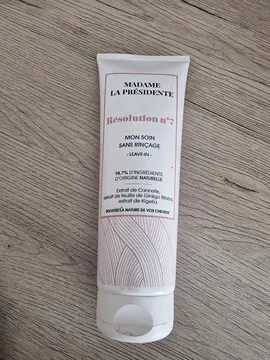 MADAME
LA PRÉSIDENTE
Résolution n°7
MON SOIN
SANS RINÇAGE
- LEAVE-IN -
98,7% D'INGRÉDIENTS
D'ORIGINE NATURELLE
Extrait de Cannelle,
extrait de feuille de Ginkgo Biloba,
extrait de Kigelia
BOOSTEZ LA NATURE DE VOS CHEVEUX